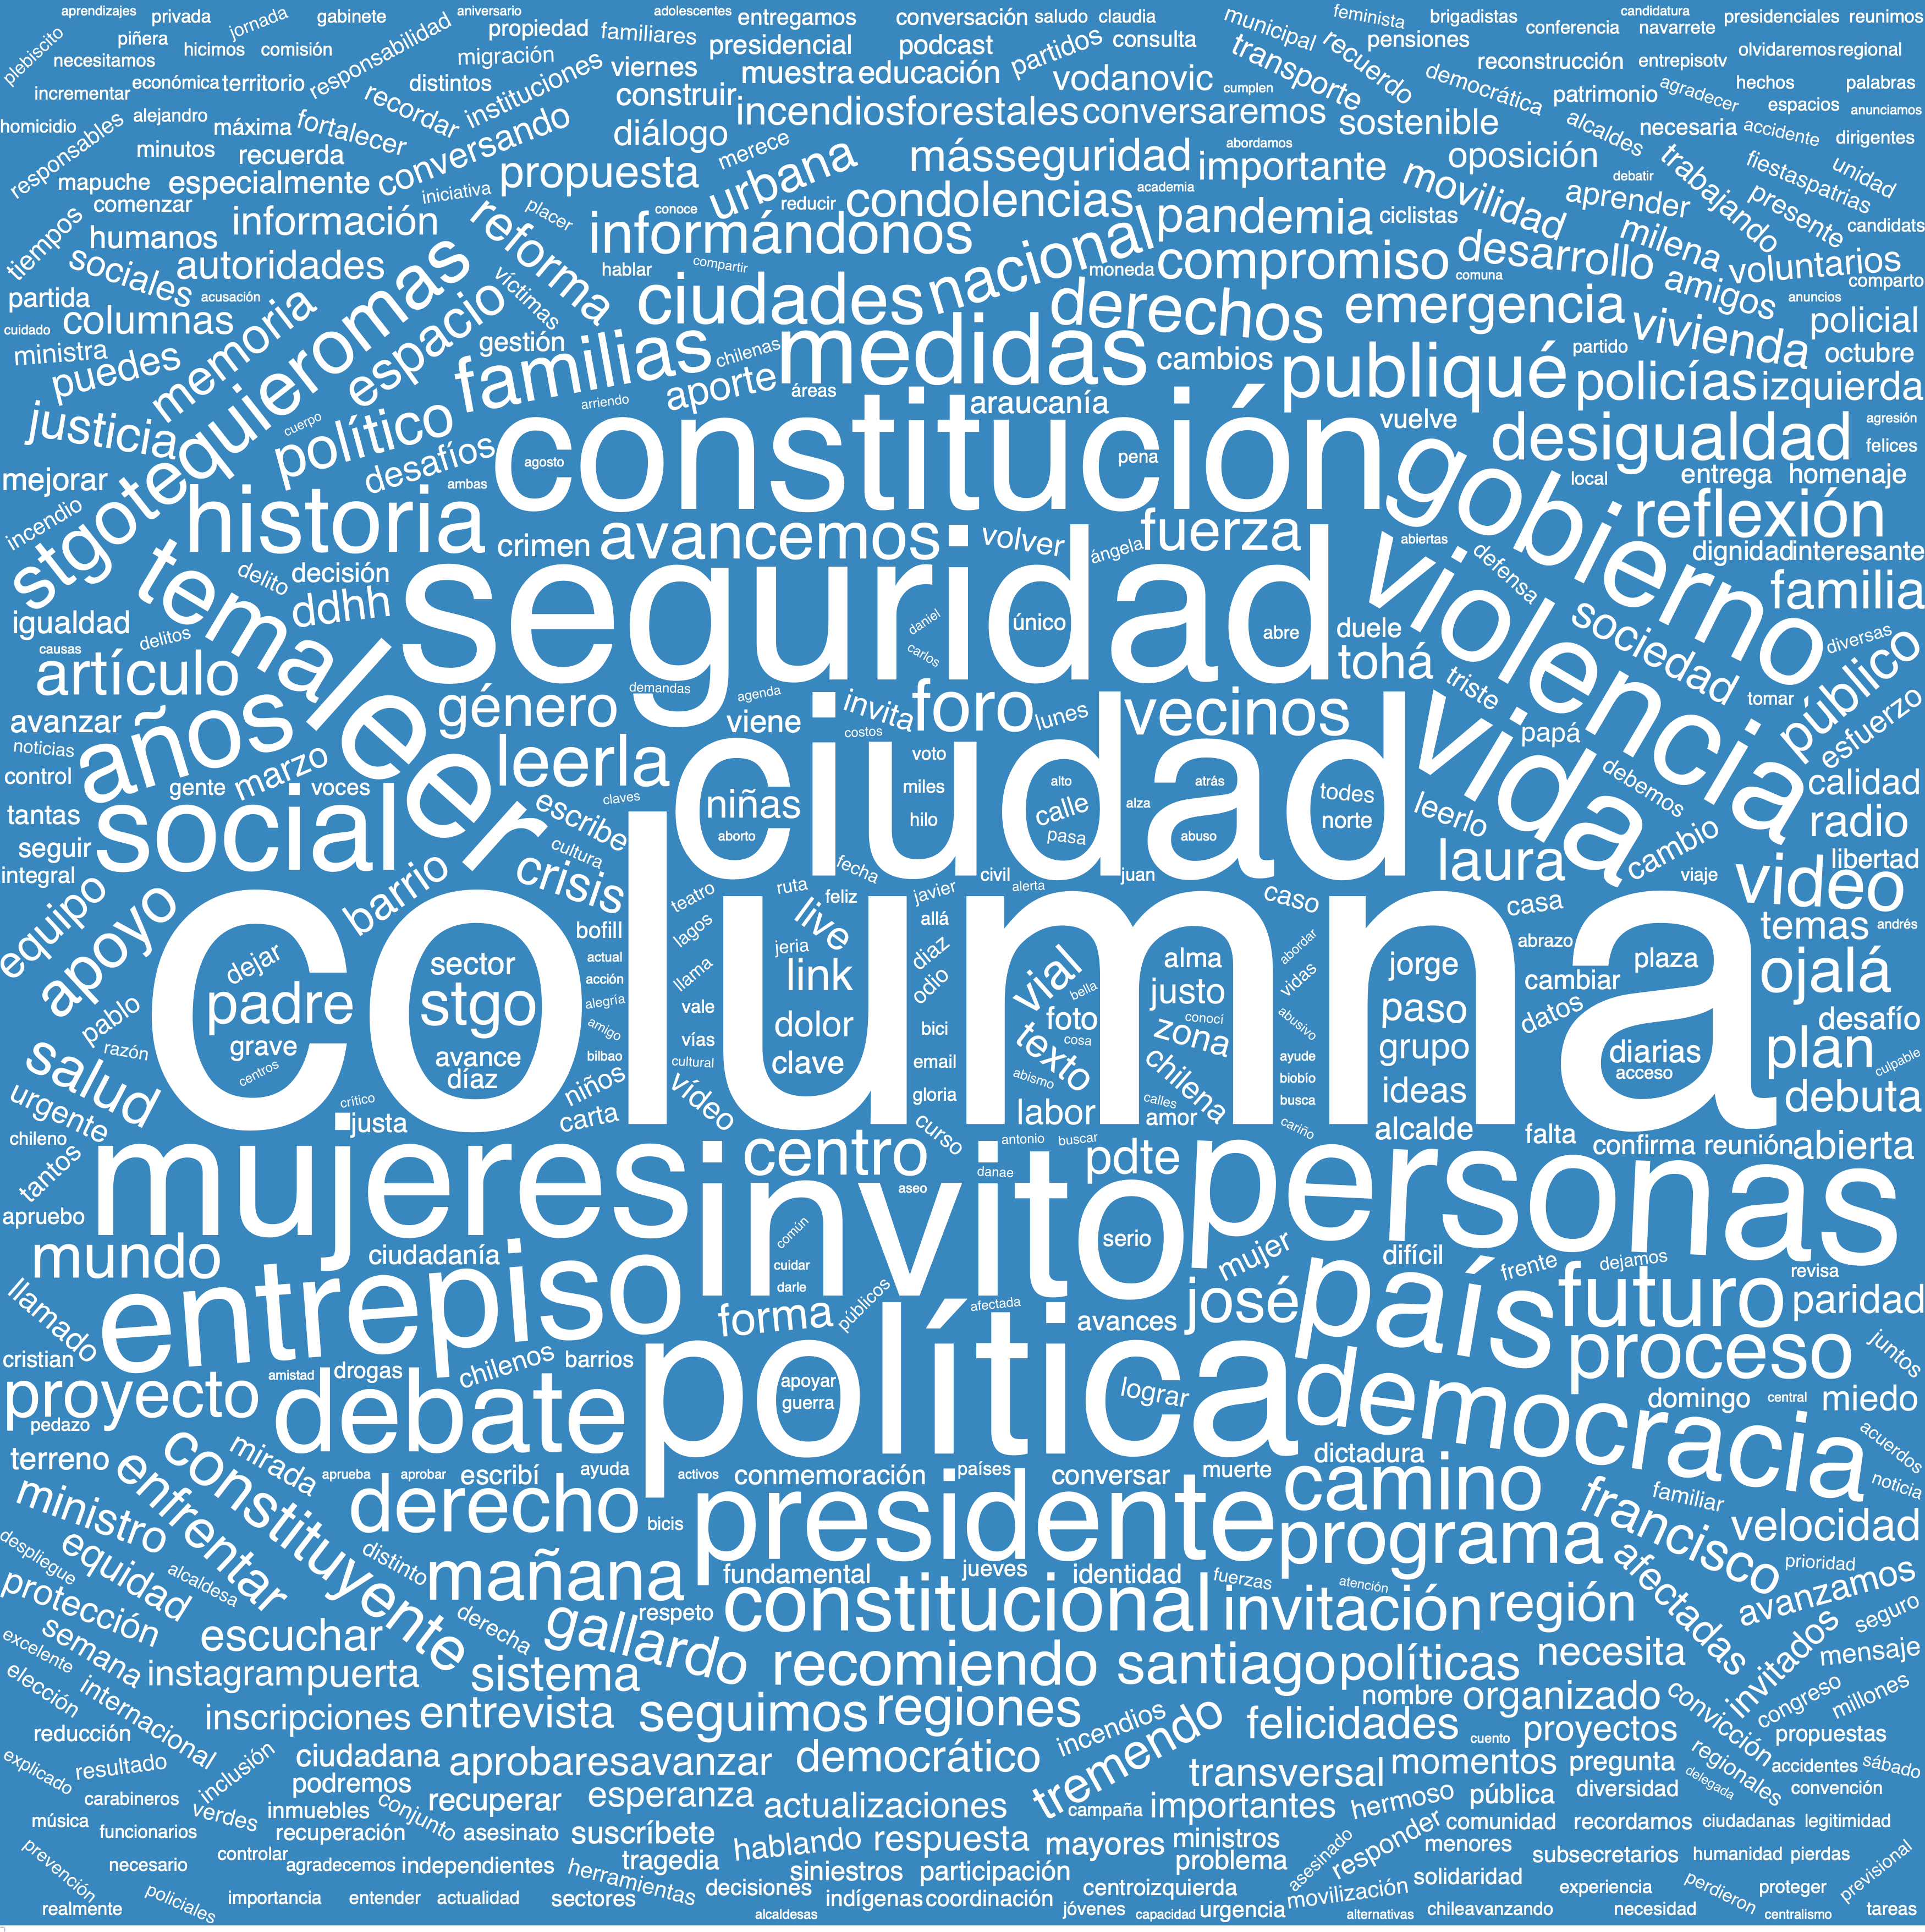 aprendizajes
privada
jornada
gabinete
aniversario
propiedad
adolescentes
entregamos
conversación
saludo
claudia
municipal
feminista
brigadistas
candidatura
conferencia
navarrete
presidenciales
reunimos
plebiscito
piñera
hicimos
comisión
responsabilidad
familiares
presidencial
podcast
partidos
consulta
recuerdo
pensiones
olvidaremos
regional
necesitamos
económica
territorio
distintos
migración
instituciones
viernes
muestra
educación
vodanovic
transporte
democrática
reconstrucción
entrepisotv
hechos
palabras
incrementar
recordar
construir
cumplen
patrimonio
agradecer
espacios
anunciamos
homicidio
alejandro
máxima
fortalecer
conversando
diálogo
incendiosforestales
conversaremos
sostenible
alcaldes
necesaria
accidente
dirigentes
responsables
minutos
recuerda
merece
másseguridad
abordamos
importante
oposición
debatir
trabajando
fiestaspatrias
unidad
mapuche
especialmente
iniciativa
propuesta
urbana
conoce
reducir
academia
condolencias
movilidad
aprender
presente
comenzar
información
placer
reforma
informándonos
nacional
pandemia
ciclistas
milena
candidats
tiempos
humanos
sociales
autoridades
víctimas
hablar
compartir
moneda
compromiso
comuna
desarrollo
amigos
voluntarios
comparto
partida
acusación
columnas
memoria
espacio
gestión
ciudades
derechos
emergencia
anuncios
vivienda
policial
cuidado
ministra
puedes
stgotequieromas
familias
chilenas
medidas
cambios
publiqué
partido
octubre
justicia
cuerpo
político
arriendo
aporte
áreas
araucanía
policías
izquierda
mejorar
desafíos
constitución
agosto
pena
vuelve
desigualdad
agresión
felices
ambas
local
entrega
homenaje
incendio
historia
crimen
avancemos
volver
ángela
fuerza
gobierno
abiertas
reflexión
tema
delito
decisión
ddhh
defensa
dignidad
interesante
igualdad
delitos
causas
seguridad
daniel
carlos
único
abre
duele
violencia
sociedad
familia
diversas
artículo
género
demandas
agenda
tohá
triste
tomar
público
avanzar
noticias
años
leer
viene
invita
costos
foro
lunes
vecinos
vida
papá
debemos
esfuerzo
control
gente
marzo
voces
leerla
claves
ciudad
niñas
aborto
voto
miles
hilo
alto
calle
pasa
alza
atrás
abuso
todes
norte
leerlo
calidad
tantas
seguir
social
escribe
cultura
radio
integral
barrio
crisis
fecha
civil
alerta
juan
laura
cambio
viaje
libertad
video
equipo
apoyo
columna
bofill
teatro
ruta
feliz
javier
allá
live
caso
casa
abrazo
temas
andrés
dejar
padre
grave
centros
sector
stgo
avance
díaz
actual
acción
alegría
amigo
bilbao
lagos
llama
vale
vías
cultural
jeria
link
dolor
clave
diaz
odio
bici
email
gloria
vial
bella
foto
cosa
texto
abismo
labor
alma
justo
conocí
zona
chilena
calles
amor
abordar
vidas
abusivo
ayude
biobío
busca
cariño
jorge
paso
grupo
ideas
cambiar
datos
plaza
diarias
acceso
ojalá
desafío
plan
culpable
debuta
pablo
razón
salud
urgente
chileno
crítico
justa
niños
carta
vídeo
curso
antonio
buscar
alcalde
falta
confirma
reunión
abierta
tantos
apruebo
mujeres
invito
centro
aseo
danae
pdte
serio
común
cuidar
darle
personas
mundo
ciudadanía
mujer
difícil
frente
dejamos
revisa
llamado
entrepiso
forma
públicos
afectada
avances
josé
país
futuro
paridad
cristian
amistad
drogas
chilenos
barrios
política
apoyar
guerra
lograr
proceso
juntos
proyecto
pedazo
debate
democracia
domingo
central
miedo
acuerdos
terreno
constituyente
mirada
aprueba
aprobar
escribí
ayuda
activos
conmemoración
países
conversar
muerte
dictadura
noticia
ministro
enfrentar
derecho
bicis
presidente
camino
francisco
familiar
velocidad
despliegue
equidad
alcaldesa
distinto
mañana
fundamental
jueves
identidad
fuerzas
atención
programa
afectadas
prioridad
avanzamos
protección
derecha
gallardo
respeto
constitucional
invitación
región
seguro
excelente
semana
escuchar
sistema
recomiendo
santiago
políticas
necesita
invitados
mensaje
elección
internacional
instagram
puerta
nombre
organizado
convicción
congreso
millones
reducción
inscripciones
entrevista
seguimos
regiones
incendios
tremendo
felicidades
cuento
proyectos
propuestas
explicado
resultado
inclusión
ciudadana
aprobaresavanzar
democrático
transversal
momentos
pregunta
regionales
accidentes
sábado
carabineros
podremos
recuperar
esperanza
actualizaciones
campaña
importantes
hermoso
pública
diversidad
delegada
convención
música
funcionarios
verdes
inmuebles
recuperación
conjunto
asesinato
suscríbete
hablando
respuesta
mayores
ministros
responder
comunidad
recordamos
ciudadanas
legitimidad
prevención
necesario
controlar
agradecemos
independientes
herramientas
tragedia
siniestros
participación
problema
asesinado
menores
solidaridad
subsecretarios
humanidad
pierdas
previsional
realmente
policiales
importancia
entender
actualidad
sectores
decisiones
alcaldesas
indígenas
coordinación
jóvenes
centroizquierda
capacidad
urgencia
movilización
alternativas
chileavanzando
experiencia
necesidad
perdieron
proteger
centralismo
tareas